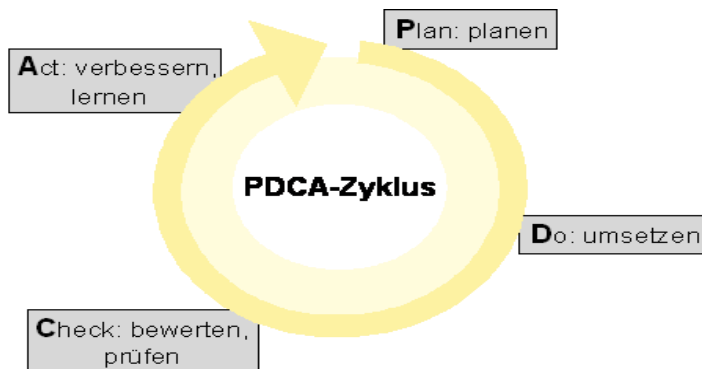 Plan: planen
Act: verbessern,
lernen
PDCA-Zyklus
Do: umsetzen
Check: bewerten,
prüfen